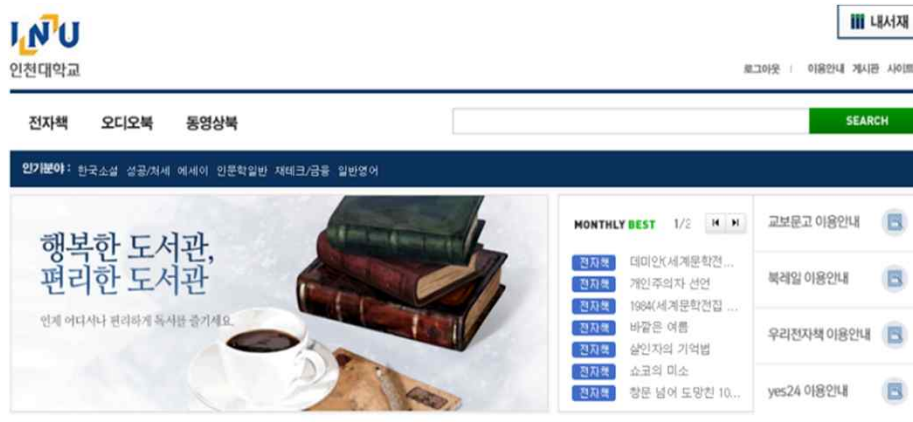 INU
인천대학교
내서재
로그아웃 | 이용안내 게시판 사이트
전자책 오디오북 동영상북
SEARCH
인기분야 : 한국소설 성공/처세 에세이 인문학일반 재테크/금융 일반영어
행복한 도서관,
편리한 도서관
언제 어디서나 편리하게 독서를 즐기세요.
MONTHLY BEST 1/2
전자책 데미안(세계문학전...
전자책 개인주의자 선언
전자책 1984(세계문학전집 ...
전자책 바깥은 여름
전자책 살인자의 기억법
전자책 쇼코의 미소
전자책 창문 넘어 도망친 10...
교보문고 이용안내
북레일 이용안내
우리전자책 이용안내
yes24 이용안내